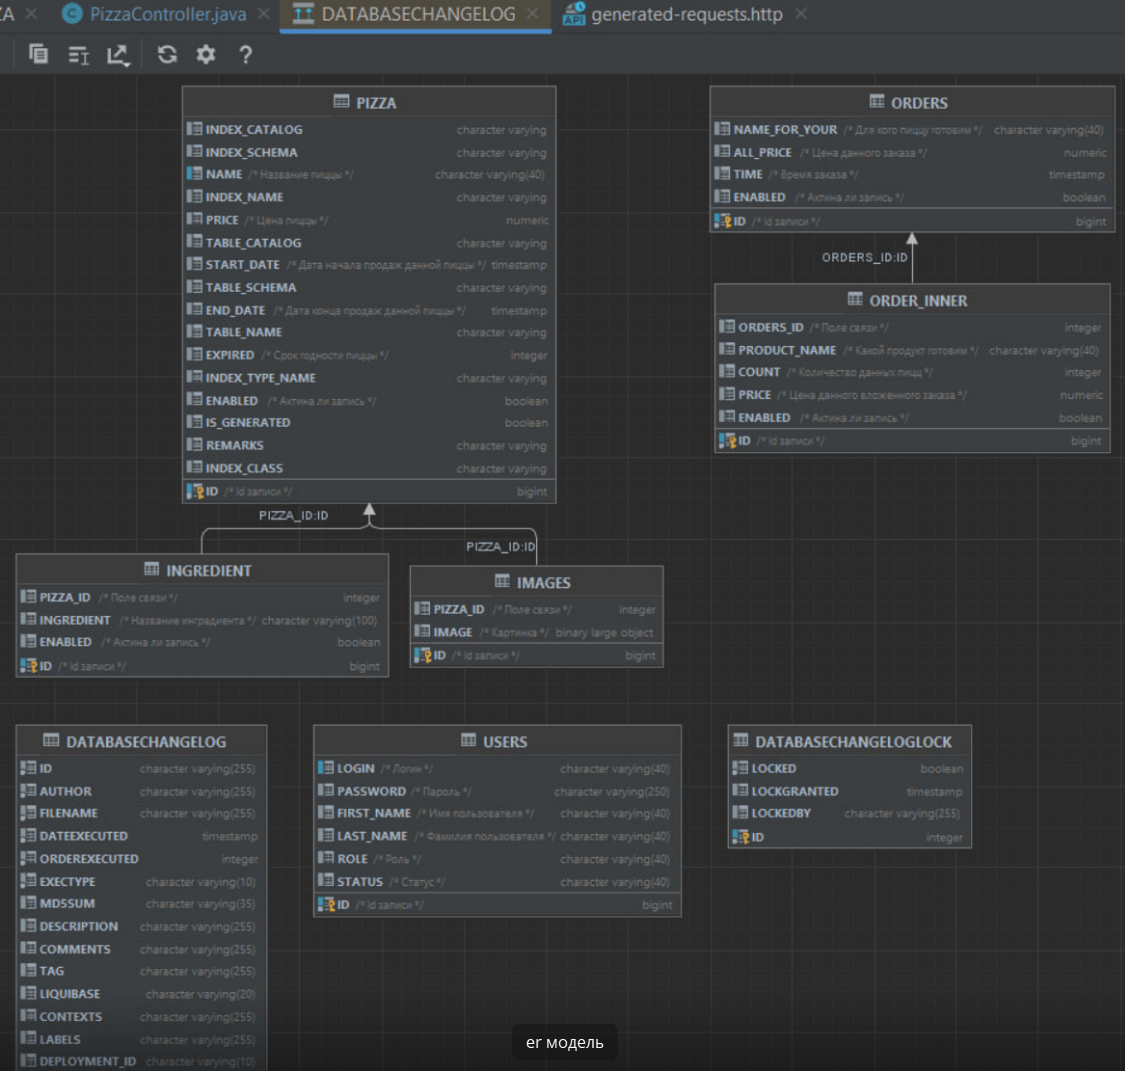 ZA PizzaController.java DATABASECHANGELOG generated-requests.http
PIZZA
INDEX_CATALOG character varying
INDEX_SCHEMA character varying
NAME /* Название пиццы */ character varying(40)
INDEX_NAME character varying
PRICE /* Цена пиццы */ numeric
TABLE_CATALOG character varying
START_DATE /* Дата начала продаж данной пиццы */ timestamp
TABLE_SCHEMA character varying
END_DATE /* Дата конца продаж данной пиццы */ timestamp
TABLE_NAME character varying
EXPIRED /* Срок годности пиццы */ integer
INDEX_TYPE_NAME character varying
ENABLED /* Актина ли запись */ boolean
IS_GENERATED boolean
REMARKS character varying
INDEX_CLASS character varying
ID /* Id записи */ bigint
ORDERS
NAME_FOR_YOUR /* Для кого пиццу готовим */ character varying(40)
ALL_PRICE /* Цена данного заказа */ numeric
TIME /* Время заказа */ timestamp
ENABLED /* Актина ли запись */ boolean
ID /* Id записи */ bigint
ORDERS_ID:ID
ORDER_INNER
ORDERS_ID /* Поле связи */ integer
PRODUCT_NAME /* Какой продукт готовим */ character varying(40)
COUNT /* Количество данных пицц */ integer
PRICE /* Цена данного вложенного заказа */ numeric
ENABLED /* Актина ли запись */ boolean
ID /* Id записи */ bigint
PIZZA_ID:ID
PIZZA_ID:ID
INGREDIENT
PIZZA_ID /* Поле связи */ integer
INGREDIENT /* Название инградиента */ character varying(100)
ENABLED /* Актина ли запись */ boolean
ID /* Id записи */ bigint
IMAGES
PIZZA_ID /* Поле связи */ integer
IMAGE /* Картинка */ binary large object
ID /* Id записи */ bigint
DATABASECHANGELOG
ID character varying(255)
AUTHOR character varying(255)
FILENAME character varying(255)
DATEEXECUTED timestamp
ORDEREXECUTED integer
EXECTYPE character varying(10)
MD5SUM character varying(35)
DESCRIPTION character varying(255)
COMMENTS character varying(255)
TAG character varying(255)
LIQUIBASE character varying(20)
CONTEXTS character varying(255)
LABELS character varying(255)
DEPLOYMENT_ID character varying(10)
USERS
LOGIN /* Логин */ character varying(40)
PASSWORD /* Пароль */ character varying(250)
FIRST_NAME /* Имя пользователя */ character varying(40)
LAST_NAME /* Фамилия пользователя */ character varying(40)
ROLE /* Роль */ character varying(40)
STATUS /* Статус */ character varying(40)
ID /* Id записи */ bigint
DATABASECHANGELOGLOCK
LOCKED boolean
LOCKGRANTED timestamp
LOCKEDBY character varying(255)
ID integer
er модель